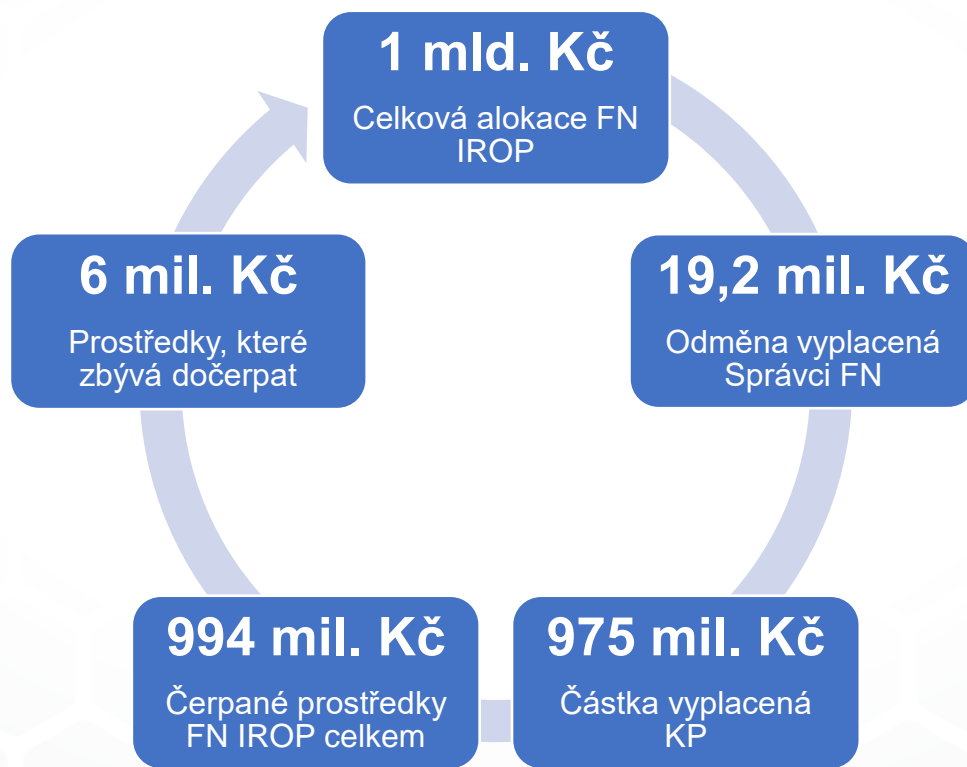 1 mld. Kč
Celková alokace FN
IROP
19,2 mil. Kč
Odměna vyplacená
Správci FN
975 mil. Kč
Částka vyplacená
KP
994 mil. Kč
Čerpané prostředky
FN IROP celkem
6 mil. Kč
Prostředky, které
zbývá dočerpat